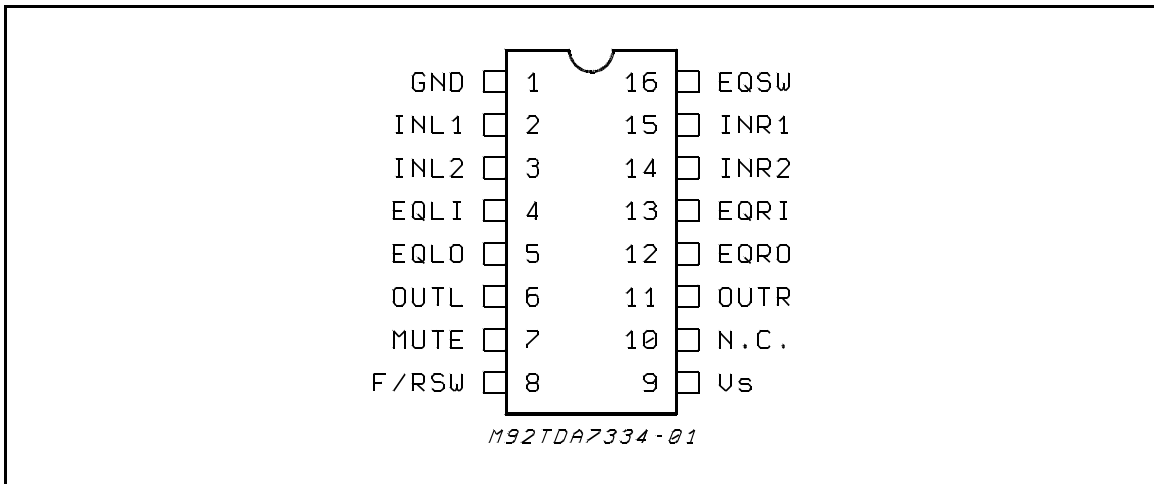 GND 1 16 EQSW
INL1 2 15 INR1
INL2 3 14 INR2
EQLI 4 13 EQRI
EQLO 5 12 EQRO
OUTL 6 11 OUTR
MUTE 7 10 N.C.
F/RSW 8 9 Vs
M92TDA7334-01